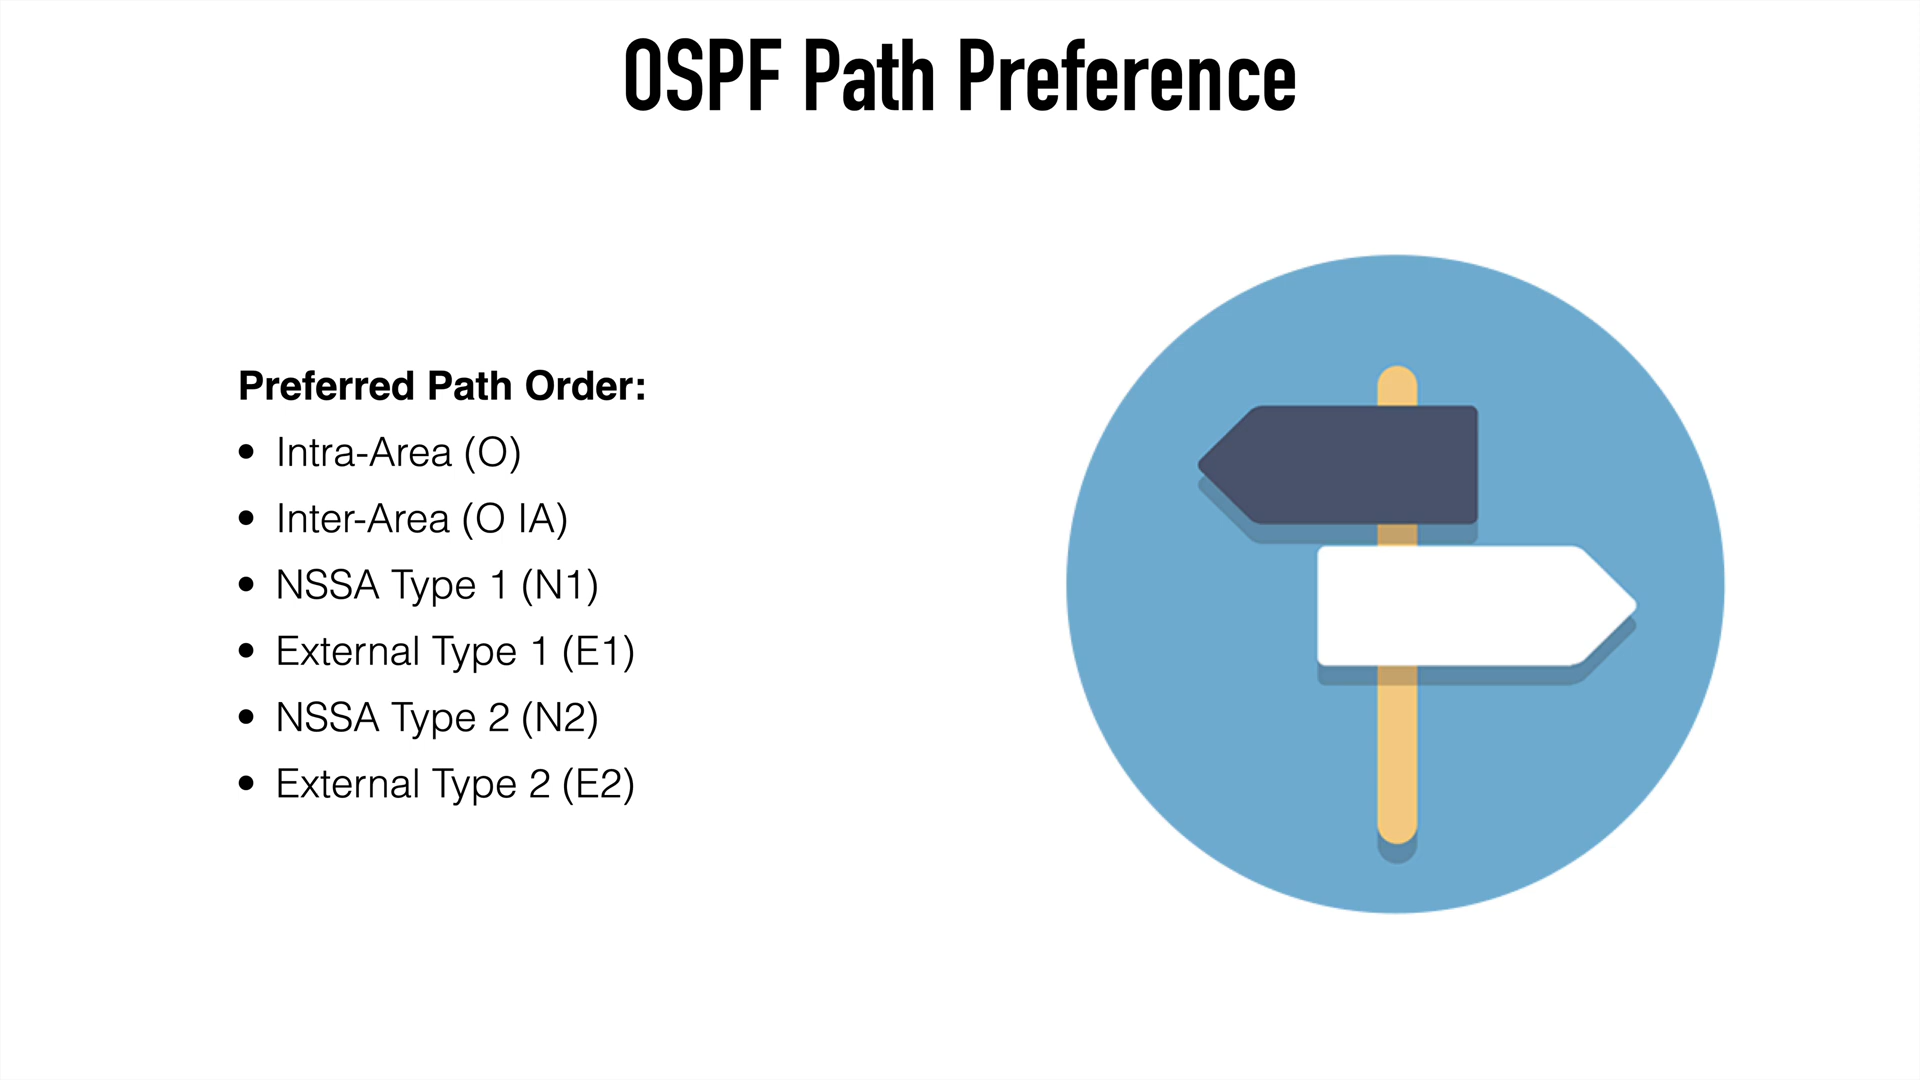 OSPF Path Preference
Preferred Path Order:
• Intra-Area (O)
• Inter-Area (O IA)
• NSSA Type 1 (N1)
• External Type 1 (E1)
• NSSA Type 2 (N2)
• External Type 2 (E2)